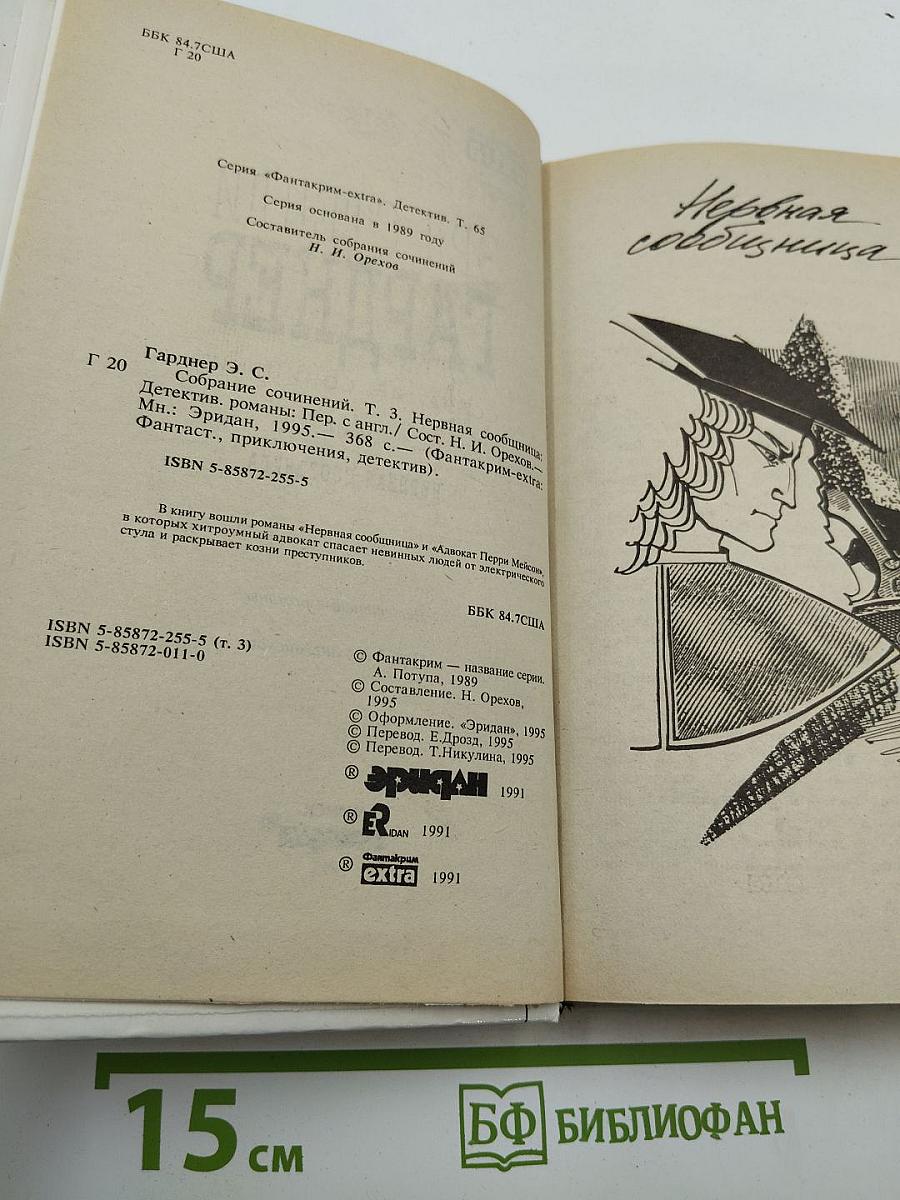 ББК 84.7США
Г 20
Серия «Фантакрим-extra». Детектив. Т. 65
Серия основана в 1989 году
Составитель собрания сочинений
Н. И. Орехов
Гарднер Э. С.
Г 20 Собрание сочинений. Т. 3. Нервная сообщница:
Детектив. романы: Пер. с англ./ Сост. Н. И. Орехов.—
Мн.: Эридан, 1995.— 368 с.— (Фантакрим-extra:
Фантаст., приключения, детектив).
ISBN 5-85872-255-5
В книгу вошли романы «Нервная сообщница» и «Адвокат Перри Мейсон»,
в которых хитроумный адвокат спасает невинных людей от электрического
стула и раскрывает козни преступников.
ББК 84.7США
ISBN 5-85872-255-5 (т. 3)
ISBN 5-85872-011-0
© Фантакрим — название серии.
А. Потупа, 1989
© Составление. Н. Орехов,
1995
© Оформление. «Эридан», 1995
© Перевод. Е.Дрозд, 1995
© Перевод. Т.Никулина, 1995
® эридан 1991
® ERIDAN 1991
® Фантакрим
extra 1991
Нервная
сообщница
15 см
БФ БИБЛИОФАН